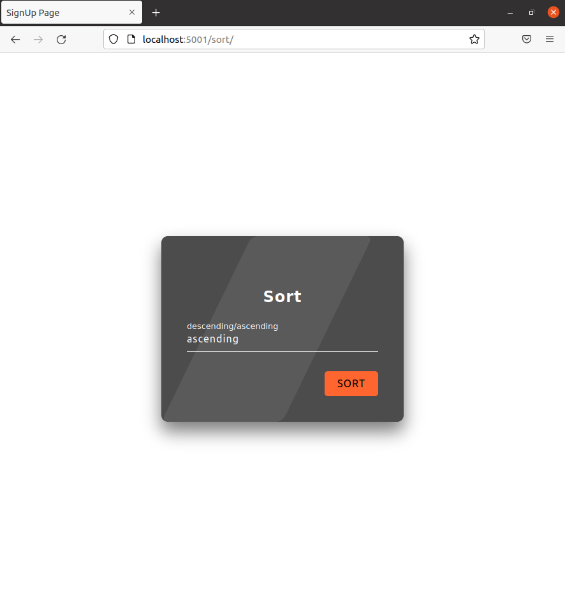 SignUp Page
localhost:5001/sort/
Sort
descending/ascending
ascending
SORT